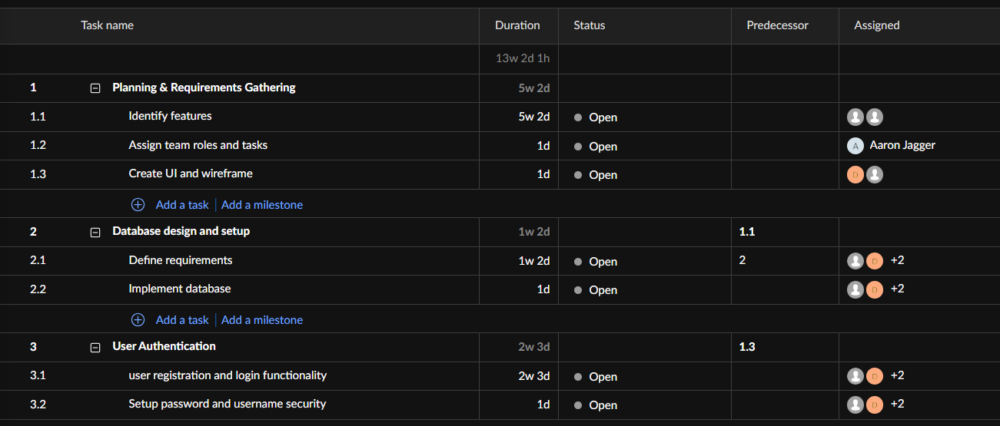 Task name Duration Status Predecessor Assigned
13w 2d 1h
1 Planning & Requirements Gathering 5w 2d
1.1 Identify features 5w 2d Open
1.2 Assign team roles and tasks 1d Open A Aaron Jagger
1.3 Create UI and wireframe 1d Open D
Add a task | Add a milestone
2 Database design and setup 1w 2d 1.1
2.1 Define requirements 1w 2d Open 2 D +2
2.2 Implement database 1d Open D +2
Add a task | Add a milestone
3 User Authentication 2w 3d 1.3
3.1 user registration and login functionality 2w 3d Open D +2
3.2 Setup password and username security 1d Open D +2